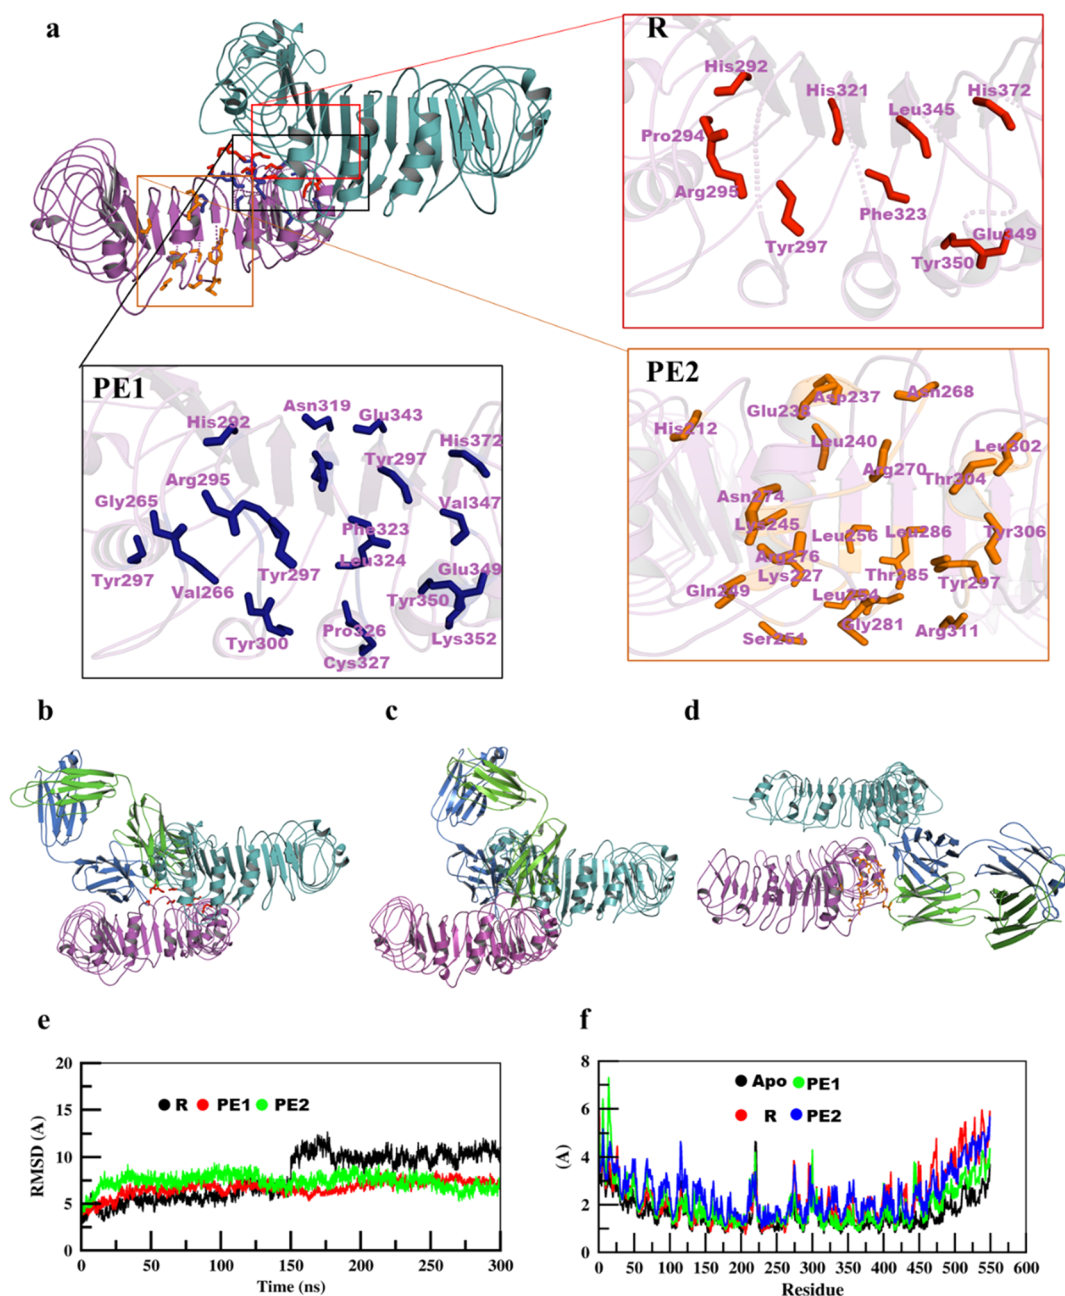 a
R
His292
His321
His372
Leu345
Pro294
Arg295
Phe323
Tyr297
Glu349
Tyr350
PE1
Asn319
Glu343
His292
His372
Tyr297
Arg295
Gly265
Val347
Phe323
Leu324
Tyr297
Tyr297
Glu349
Val266
Tyr350
Tyr300
Pro326
Lys352
Cys327
PE2
Asp237
Asn268
Glu238
His212
Leu240
Leu302
Arg270
Thr304
Asn274
Lys245
Leu256
Leu286
Tyr306
Arg276
Lys227
Thr285
Tyr297
Gln249
Gly281
Arg311
b
c
d
e
20
15
10
5
0
RMSD (A)
R PE1 PE2
0 50 100 150 200 250 300
Time (ns)
f
8
6
4
2
0
(A)
Apo PE1
R PE2
0 50 100 150 200 250 300 350 400 450 500 550 600
Residue